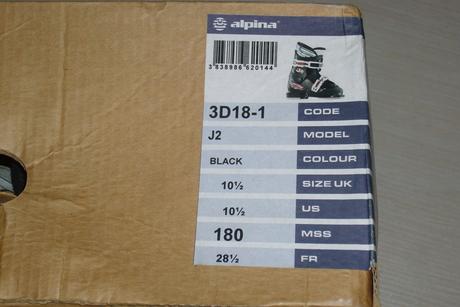 alpina
3 838986 620144
3D18-1 CODE
J2 MODEL
BLACK COLOUR
10½ SIZE UK
10½ US
180 MSS
28½ FR